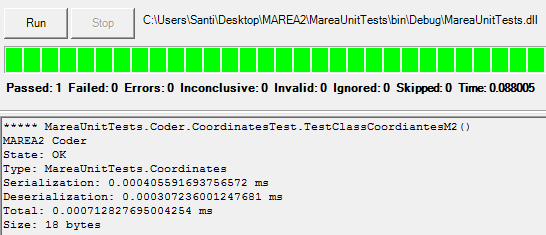 Run Stop C:\Users\Santi\Desktop\MAREA2\MareaUnitTests\bin\Debug\MareaUnitTests.dll
Passed: 1 Failed: 0 Errors: 0 Inconclusive: 0 Invalid: 0 Ignored: 0 Skipped: 0 Time: 0.088005
***** MareaUnitTests.Coder.CoordinatesTest.TestClassCoordiantesM2()
MAREA2 Coder
State: OK
Type: MareaUnitTests.Coordinates
Serialization: 0.000405591693756572 ms
Deserialization: 0.000307236001247681 ms
Total: 0.000712827695004254 ms
Size: 18 bytes